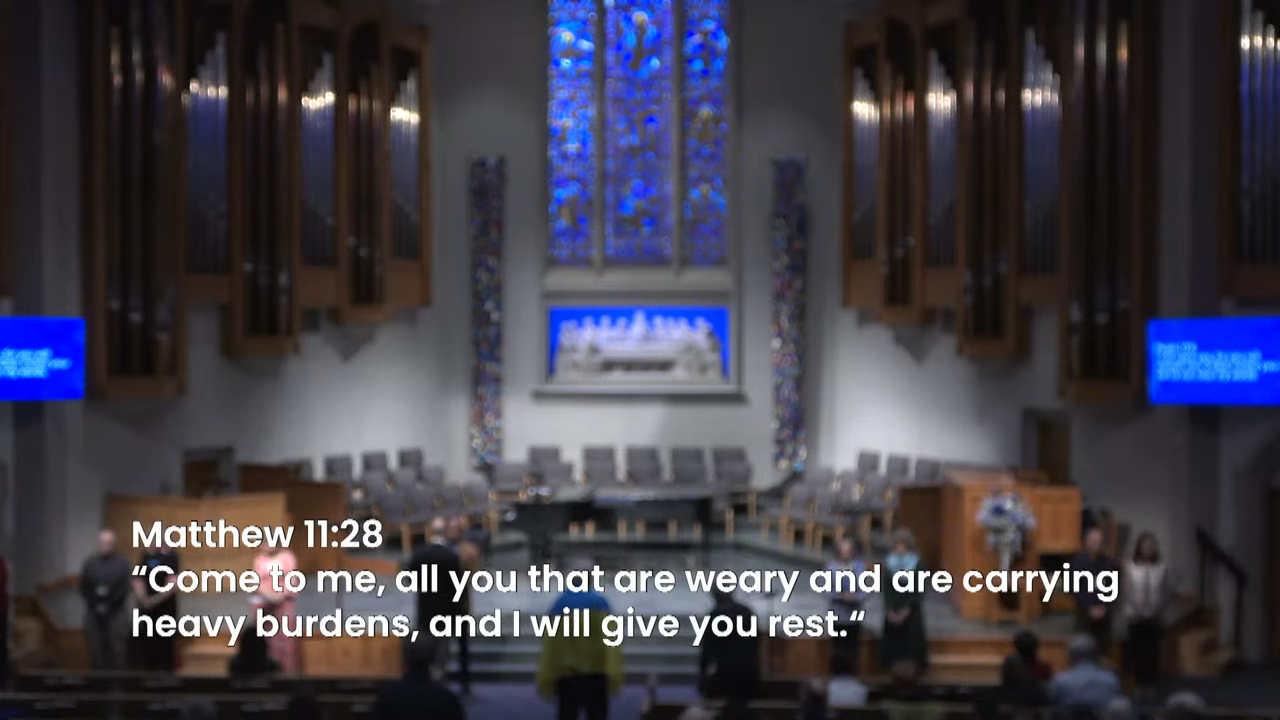 Matthew 11:28
“Come to me, all you that are weary and are carrying
heavy burdens, and I will give you rest.“